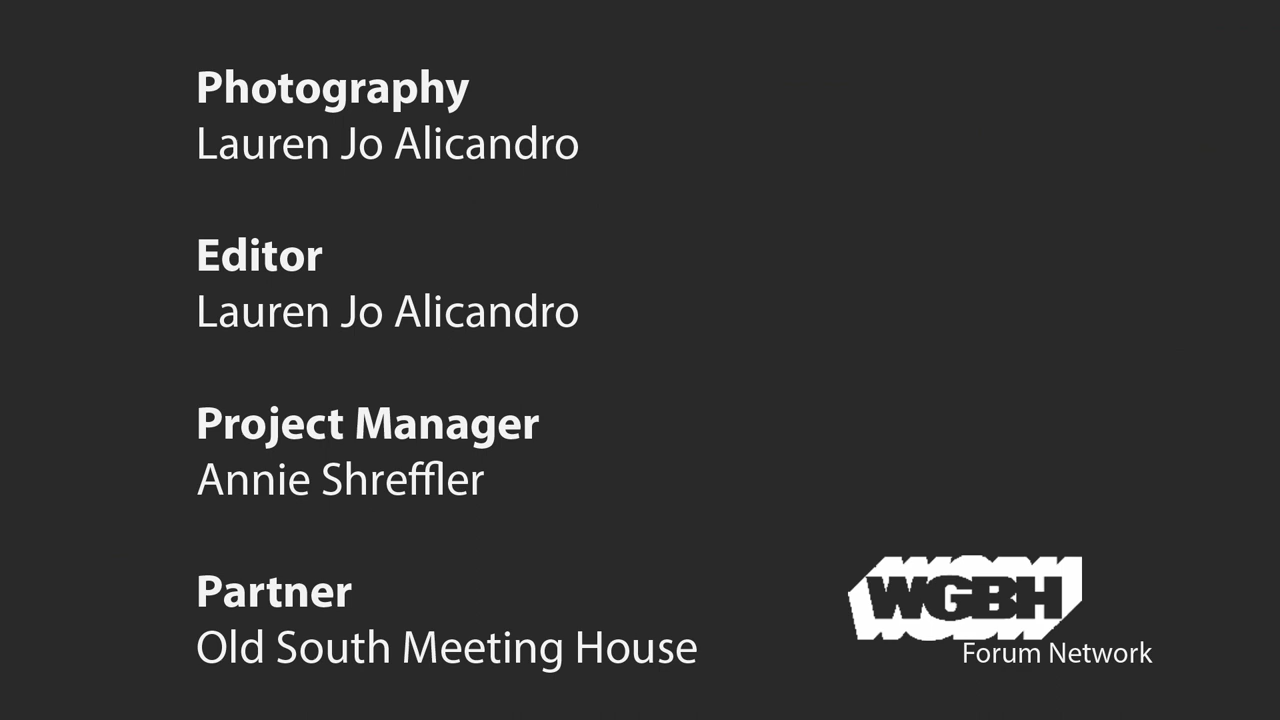 Photography
Lauren Jo Alicandro
Editor
Lauren Jo Alicandro
Project Manager
Annie Shreffler
Partner
Old South Meeting House
WGBH
Forum Network